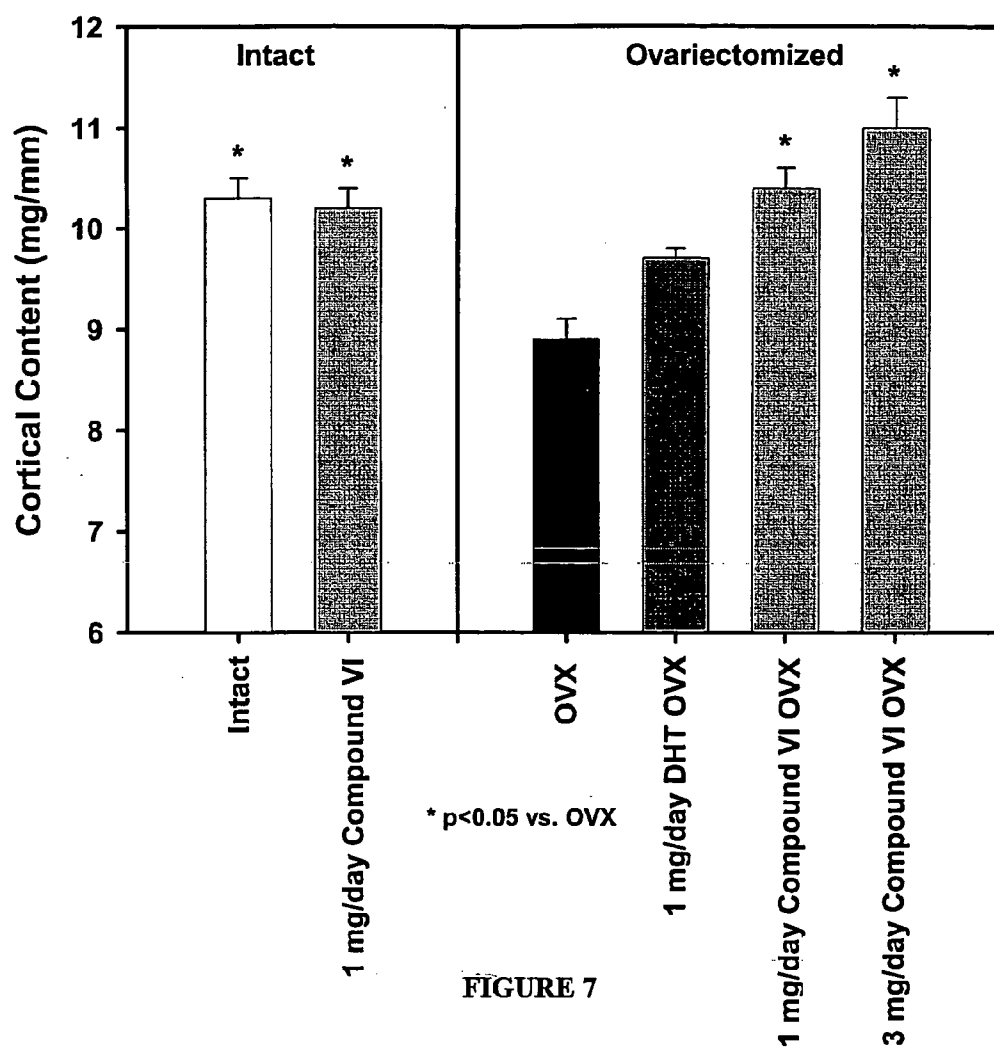 Intact
Ovariectomized
Cortical Content (mg/mm)
12
11
10
9
8
7
6
*
*
*
*
Intact
1 mg/day Compound VI
OVX
1 mg/day DHT OVX
1 mg/day Compound VI OVX
3 mg/day Compound VI OVX
* p<0.05 vs. OVX
FIGURE 7